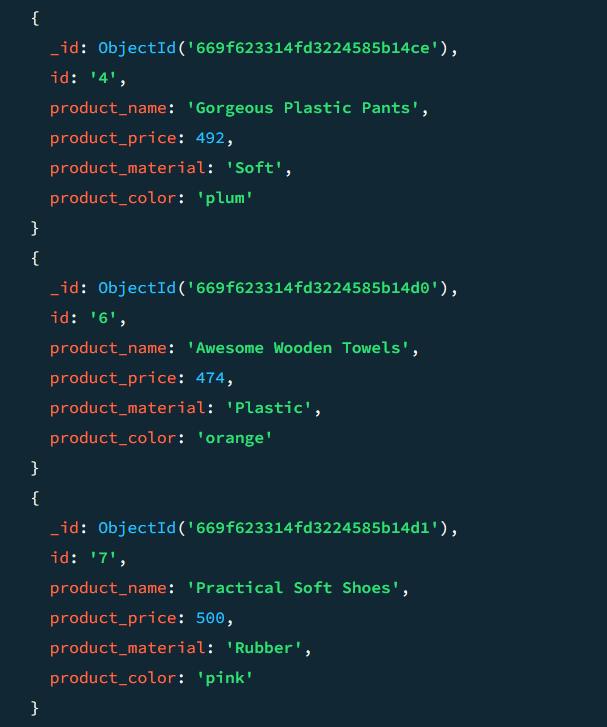 {
_id: ObjectId('669f623314fd3224585b14ce'),
id: '4',
product_name: 'Gorgeous Plastic Pants',
product_price: 492,
product_material: 'Soft',
product_color: 'plum'
}
{
_id: ObjectId('669f623314fd3224585b14d0'),
id: '6',
product_name: 'Awesome Wooden Towels',
product_price: 474,
product_material: 'Plastic',
product_color: 'orange'
}
{
_id: ObjectId('669f623314fd3224585b14d1'),
id: '7',
product_name: 'Practical Soft Shoes',
product_price: 500,
product_material: 'Rubber',
product_color: 'pink'
}